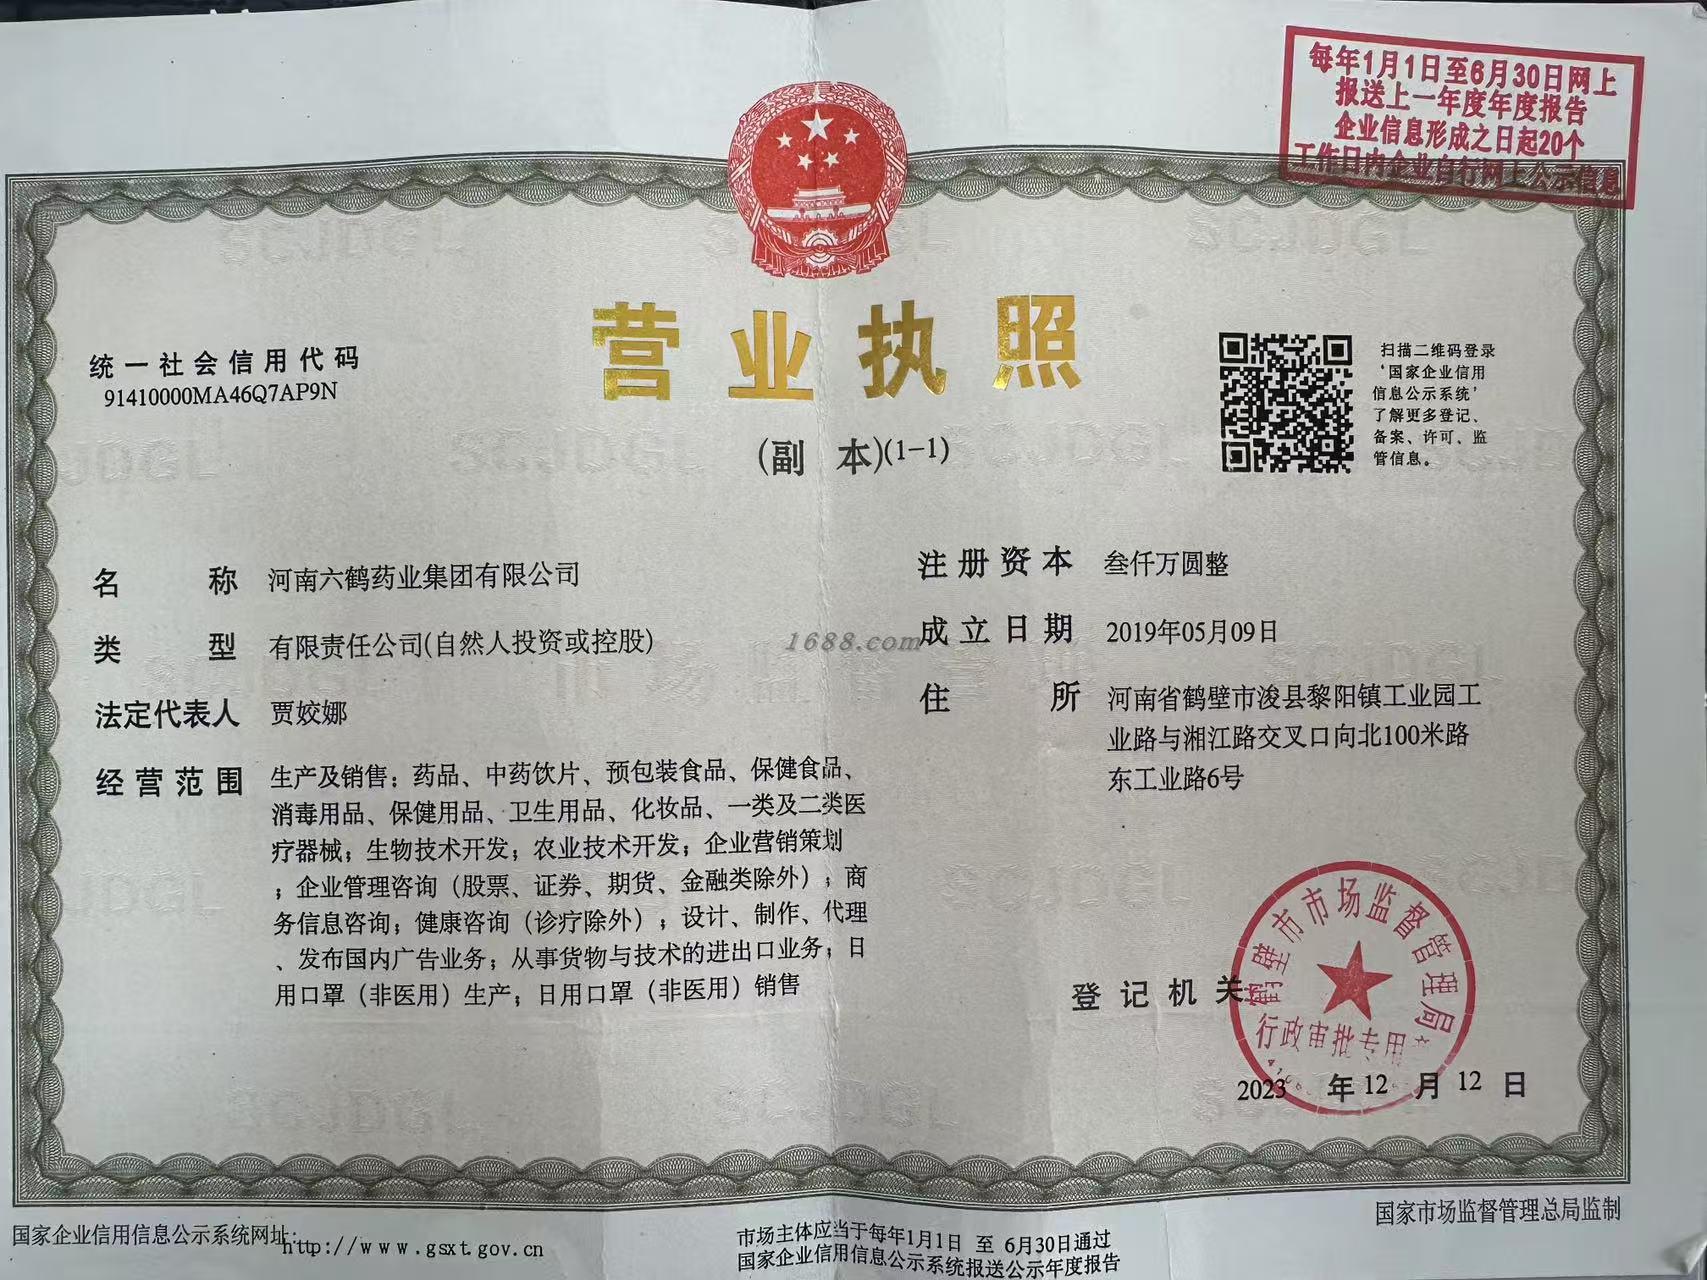 每年1月1日至6月30日网上
报送上一年度年度报告
企业信息形成之日起20个
工作日内企业自行网上公示信息
营业执照
(副 本)(1-1)
统一社会信用代码
91410000MA46Q7AP9N
扫描二维码登录
‘国家企业信用
信息公示系统’
了解更多登记、
备案、许可、监
管信息。
名 称 河南六鹤药业集团有限公司
类 型 有限责任公司(自然人投资或控股)
法定代表人 贾姣娜
经营范围 生产及销售：药品、中药饮片、预包装食品、保健食品、
消毒用品、保健用品、卫生用品、化妆品、一类及二类医
疗器械；生物技术开发；农业技术开发；企业营销策划
；企业管理咨询（股票、证券、期货、金融类除外）；商
务信息咨询；健康咨询（诊疗除外）；设计、制作、代理
、发布国内广告业务；从事货物与技术的进出口业务；日
用口罩（非医用）生产；日用口罩（非医用）销售
注册资本 叁仟万圆整
成立日期 2019年05月09日
住 所 河南省鹤壁市浚县黎阳镇工业园工
业路与湘江路交叉口向北100米路
东工业路6号
1688.com
登记机关
鹤壁市市场监督管理局
行政审批专用
2023 年 12 月 12 日
国家企业信用信息公示系统网址：http://www.gsxt.gov.cn
市场主体应当于每年1月1日 至 6月30日通过
国家企业信用信息公示系统报送公示年度报告
国家市场监督管理总局监制